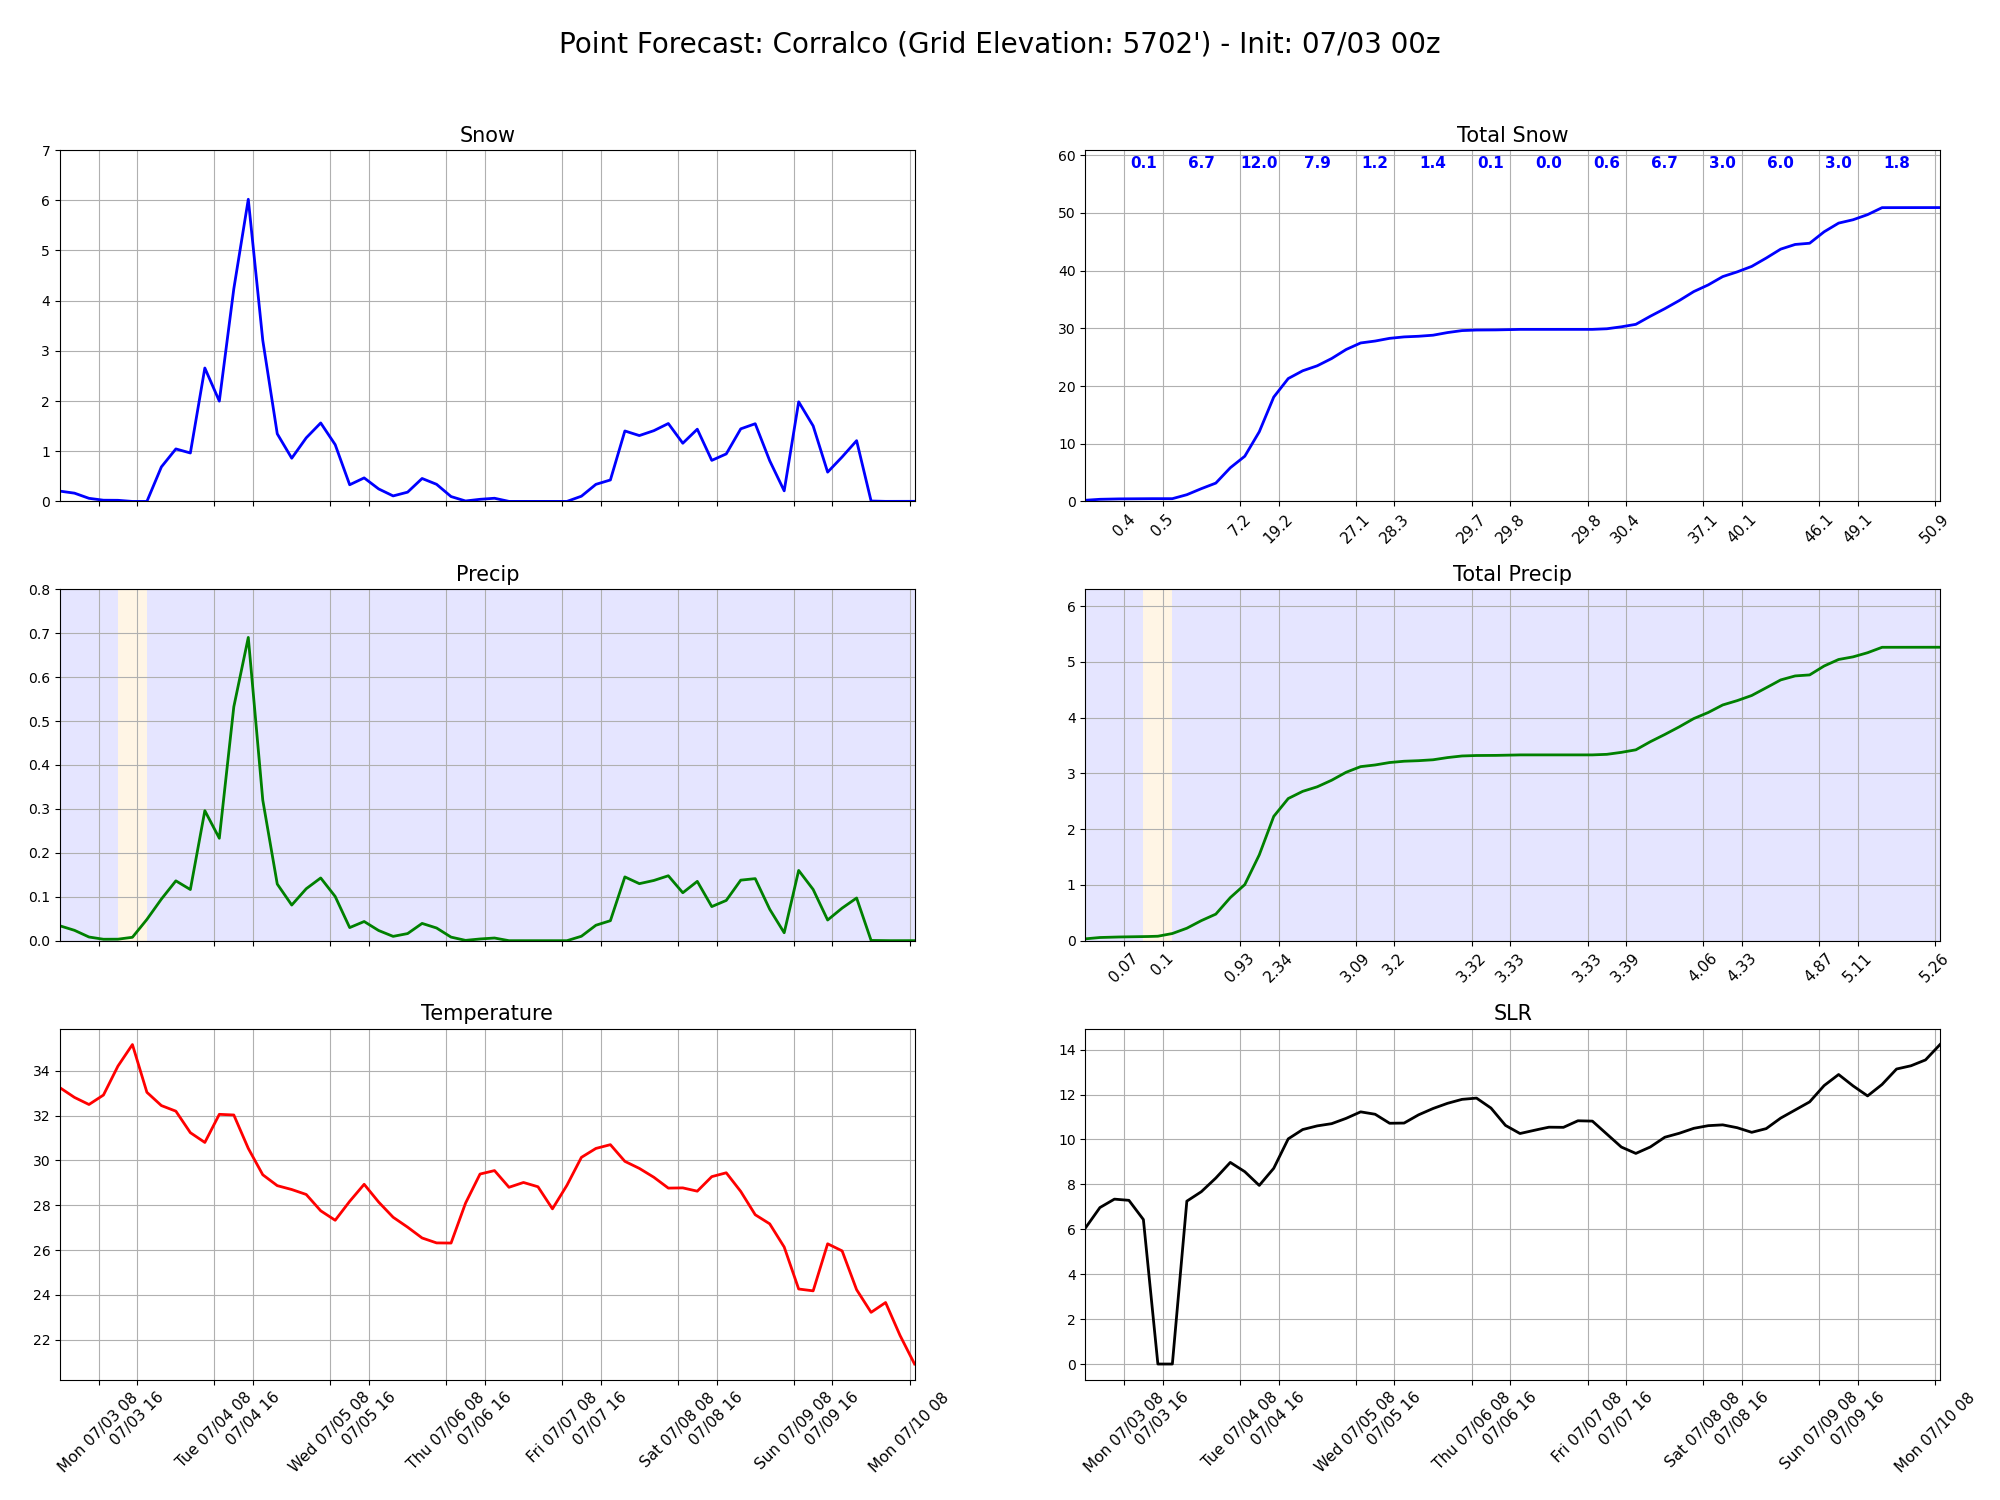 Point Forecast: Corralco (Grid Elevation: 5702') - Init: 07/03 00z
Snow
7
6
5
4
3
2
1
0
Total Snow
60
50
40
30
20
10
0
0.1 6.7 12.0 7.9 1.2 1.4 0.1 0.0 0.6 6.7 3.0 6.0 3.0 1.8
0.4 0.5 7.2 19.2 27.1 28.3 29.7 29.8 29.8 30.4 37.1 40.1 46.1 49.1 50.9
Precip
0.8
0.7
0.6
0.5
0.4
0.3
0.2
0.1
0.0
Total Precip
6
5
4
3
2
1
0
0.07 0.1 0.93 2.34 3.09 3.2 3.32 3.33 3.33 3.39 4.06 4.33 4.87 5.11 5.26
Temperature
34
32
30
28
26
24
22
Mon 07/03 08
07/03 16
Tue 07/04 08
07/04 16
Wed 07/05 08
07/05 16
Thu 07/06 08
07/06 16
Fri 07/07 08
07/07 16
Sat 07/08 08
07/08 16
Sun 07/09 08
07/09 16
Mon 07/10 08
SLR
14
12
10
8
6
4
2
0
Mon 07/03 08
07/03 16
Tue 07/04 08
07/04 16
Wed 07/05 08
07/05 16
Thu 07/06 08
07/06 16
Fri 07/07 08
07/07 16
Sat 07/08 08
07/08 16
Sun 07/09 08
07/09 16
Mon 07/10 08